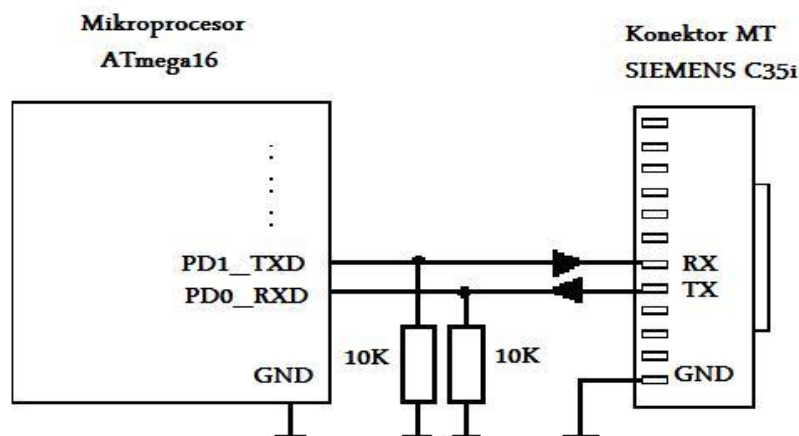 Mikroprocesor
ATmega16
Konektor MT
SIEMENS C35i
PD1_TXD
RX
PD0_RXD
TX
10K
10K
GND
GND